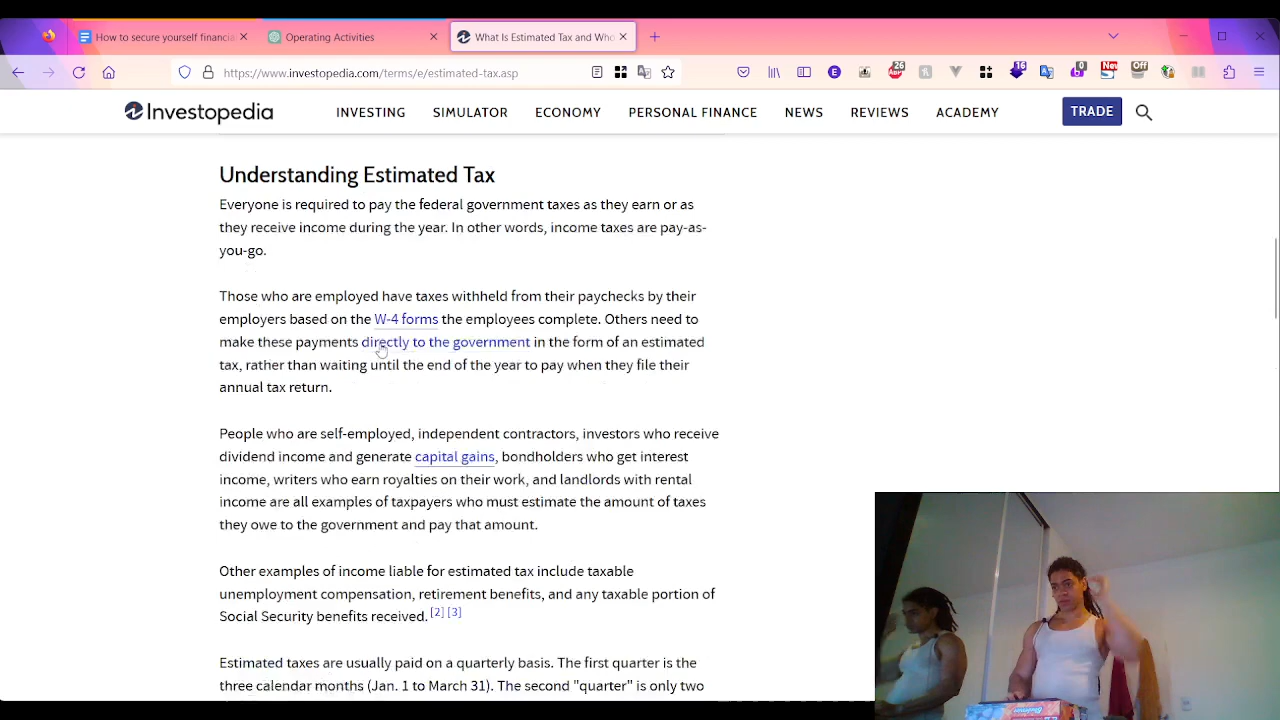 How to secure yourself financia
Operating Activities
What Is Estimated Tax and Who
https://www.investopedia.com/terms/e/estimated-tax.asp
26
0
16
New
Off
Investopedia
INVESTING
SIMULATOR
ECONOMY
PERSONAL FINANCE
NEWS
REVIEWS
ACADEMY
TRADE
Understanding Estimated Tax
Everyone is required to pay the federal government taxes as they earn or as
they receive income during the year. In other words, income taxes are pay-as-
you-go.
Those who are employed have taxes withheld from their paychecks by their
employers based on the W-4 forms the employees complete. Others need to
make these payments directly to the government in the form of an estimated
tax, rather than waiting until the end of the year to pay when they file their
annual tax return.
People who are self-employed, independent contractors, investors who receive
dividend income and generate capital gains, bondholders who get interest
income, writers who earn royalties on their work, and landlords with rental
income are all examples of taxpayers who must estimate the amount of taxes
they owe to the government and pay that amount.
Other examples of income liable for estimated tax include taxable
unemployment compensation, retirement benefits, and any taxable portion of
Social Security benefits received. [2] [3]
Estimated taxes are usually paid on a quarterly basis. The first quarter is the
three calendar months (Jan. 1 to March 31). The second "quarter" is only two